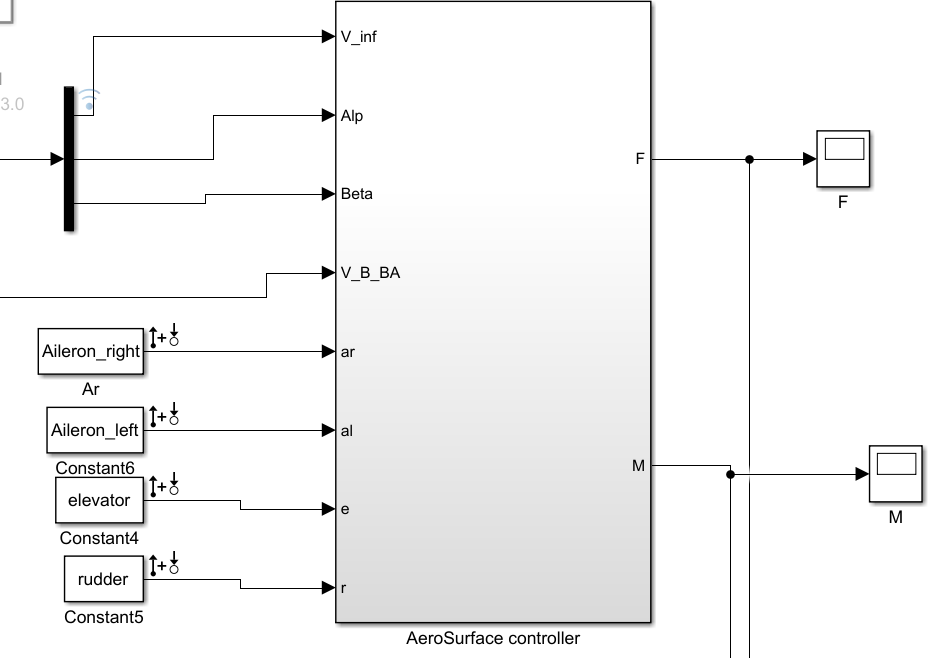 V_inf
3.0
Alp
F
Beta
F
V_B_BA
Aileron_right
ar
Ar
Aileron_left
al
Constant6
M
elevator
e
M
Constant4
rudder
r
Constant5
AeroSurface controller